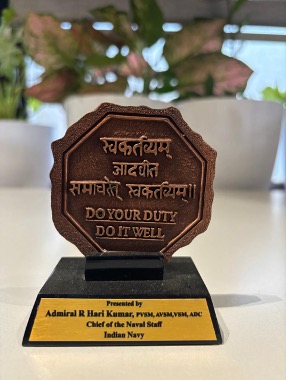 स्वकर्तव्यम्
आदधीत
समाचरेत् स्वकर्तव्यम्॥
DO YOUR DUTY
DO IT WELL
Presented by
Admiral R Hari Kumar, PVSM, AVSM, VSM, ADC
Chief of the Naval Staff
Indian Navy